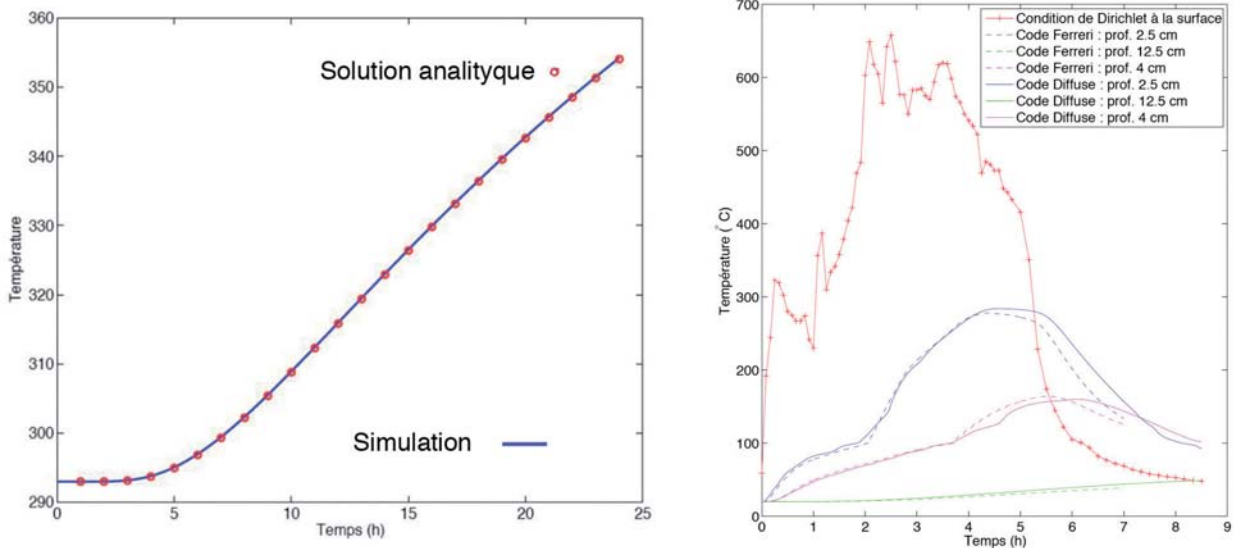 360
350
340
330
320
310
300
290
Température
0
5
10
15
20
25
Temps (h)
Solution analityque
Simulation
700
600
500
400
300
200
100
0
Température (°C)
0
1
2
3
4
5
6
7
8
9
Temps (h)
Condition de Dirichlet à la surface
Code Ferreri : prof. 2.5 cm
Code Ferreri : prof. 12.5 cm
Code Ferreri : prof. 4 cm
Code Diffuse : prof. 2.5 cm
Code Diffuse : prof. 12.5 cm
Code Diffuse : prof. 4 cm